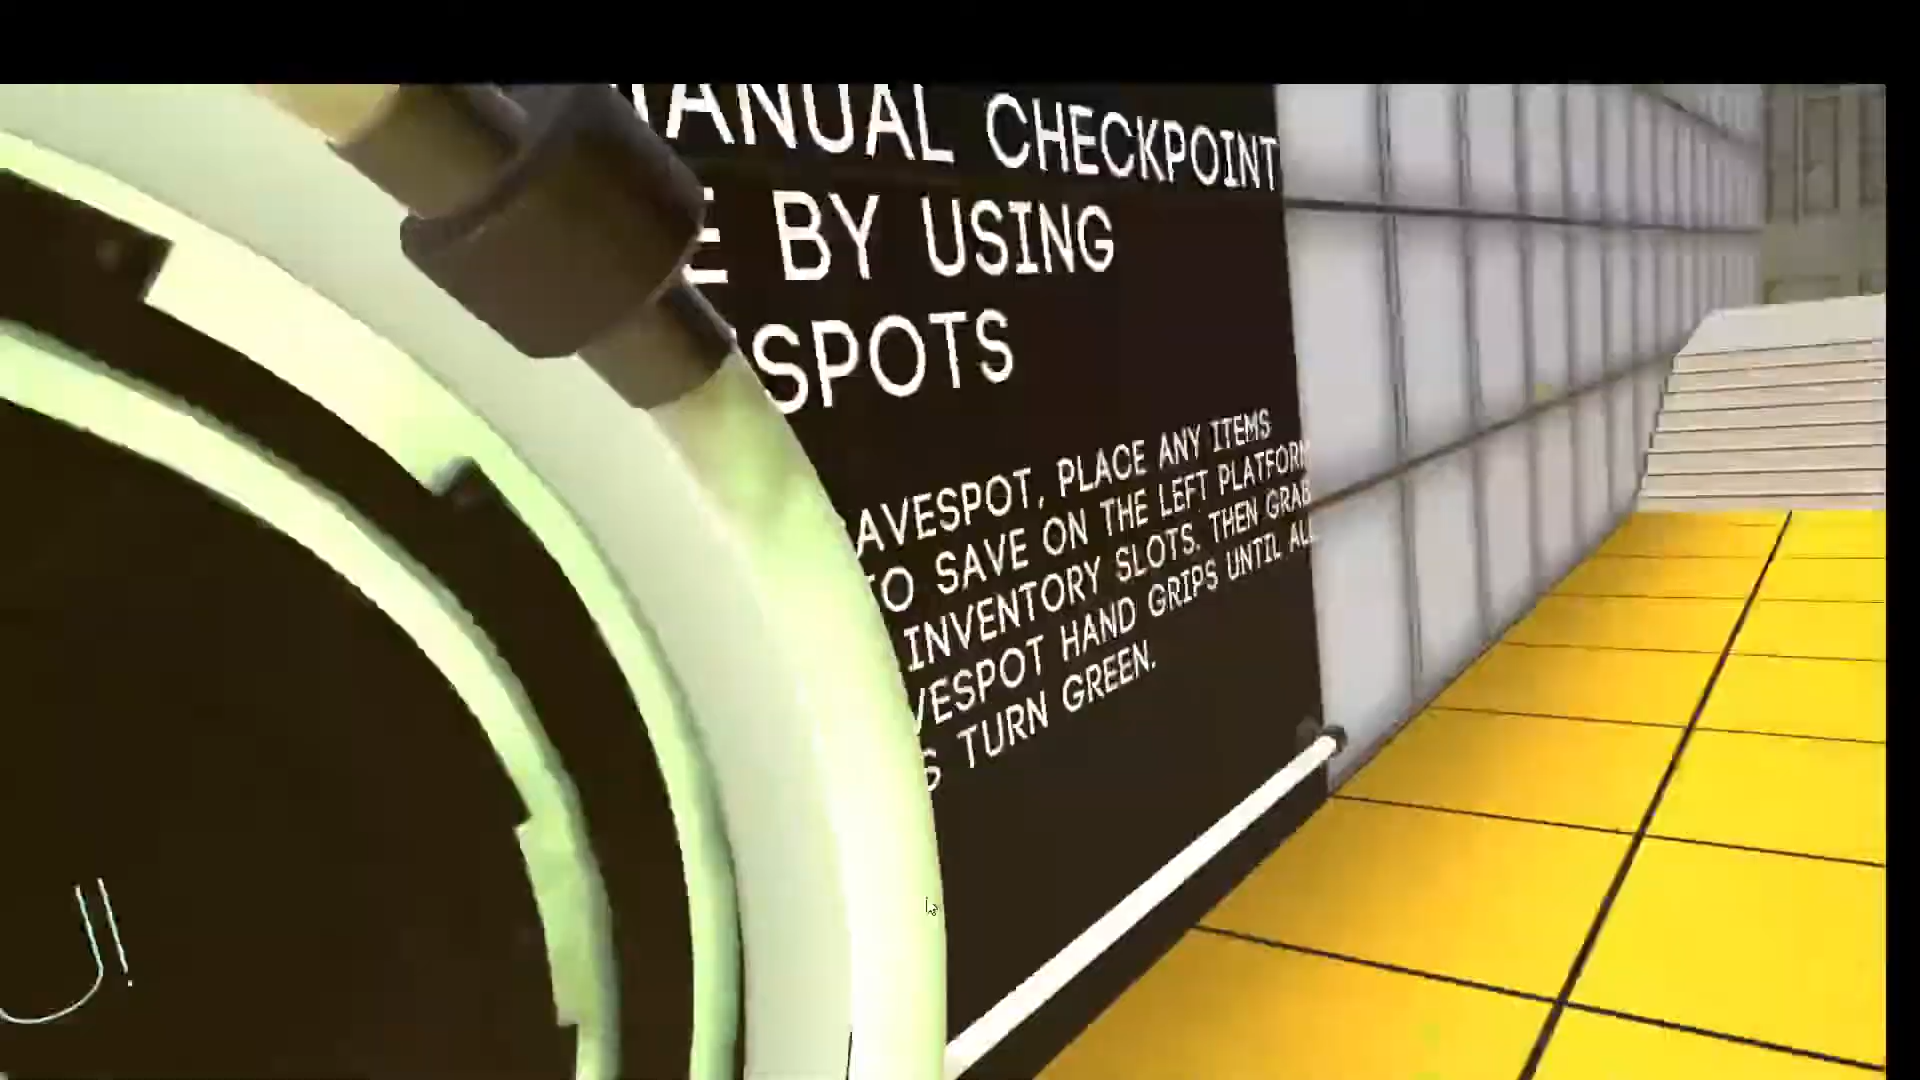 MANUAL CHECKPOINT
BY USING
SPOTS
AVESPOT, PLACE ANY ITEMS
TO SAVE ON THE LEFT PLATFORM
INVENTORY SLOTS. THEN GRAB
VESPOT HAND GRIPS UNTIL ALL
S TURN GREEN.